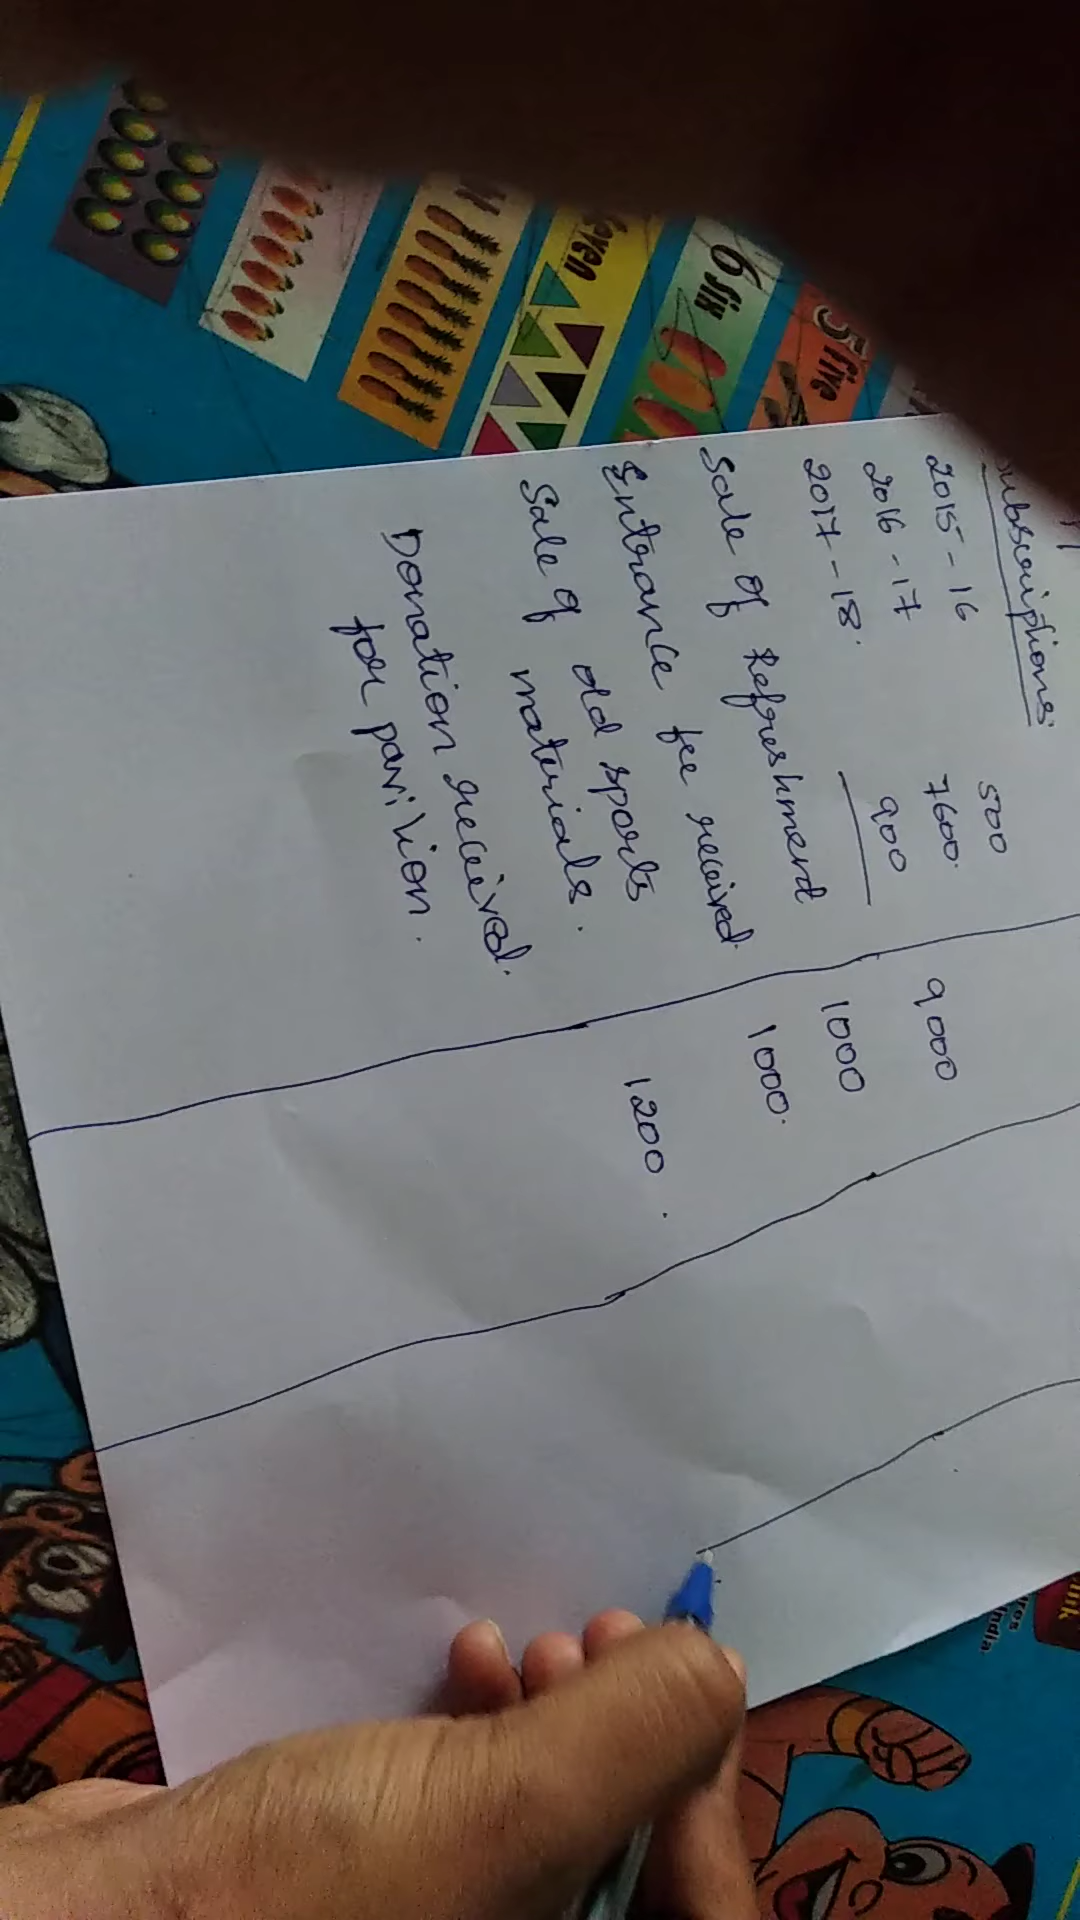 Subscriptions:
2015 - 16 500
2016 - 17 7600.
2017 - 18. 900 9000
Sale of Refreshment 1000
Entrance fee received. 1000.
Sale of old sports
materials. 1200.
Donation received.
for pavilion.
5 five
6 six